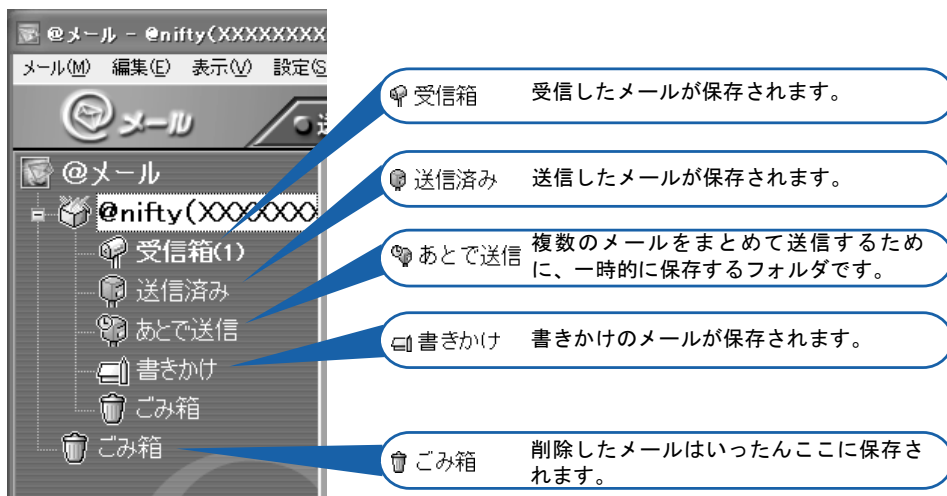 @メール - @nifty(XXXXXXXX
メール(M) 編集(E) 表示(V) 設定(S
@メール
@メール
@nifty(XXXXXXX
受信箱(1)
送信済み
あとで送信
書きかけ
ごみ箱
ごみ箱
受信箱 受信したメールが保存されます。
送信済み 送信したメールが保存されます。
あとで送信 複数のメールをまとめて送信するため
に、一時的に保存するフォルダです。
書きかけ 書きかけのメールが保存されます。
ごみ箱 削除したメールはいったんここに保存さ
れます。